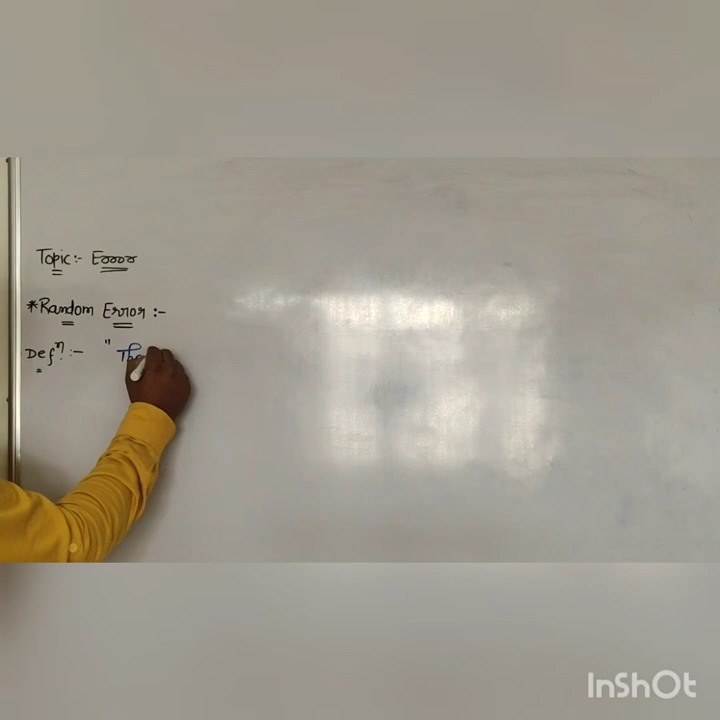 Topic:- Error
*Random Error :-
Defⁿ:- "
InShOt